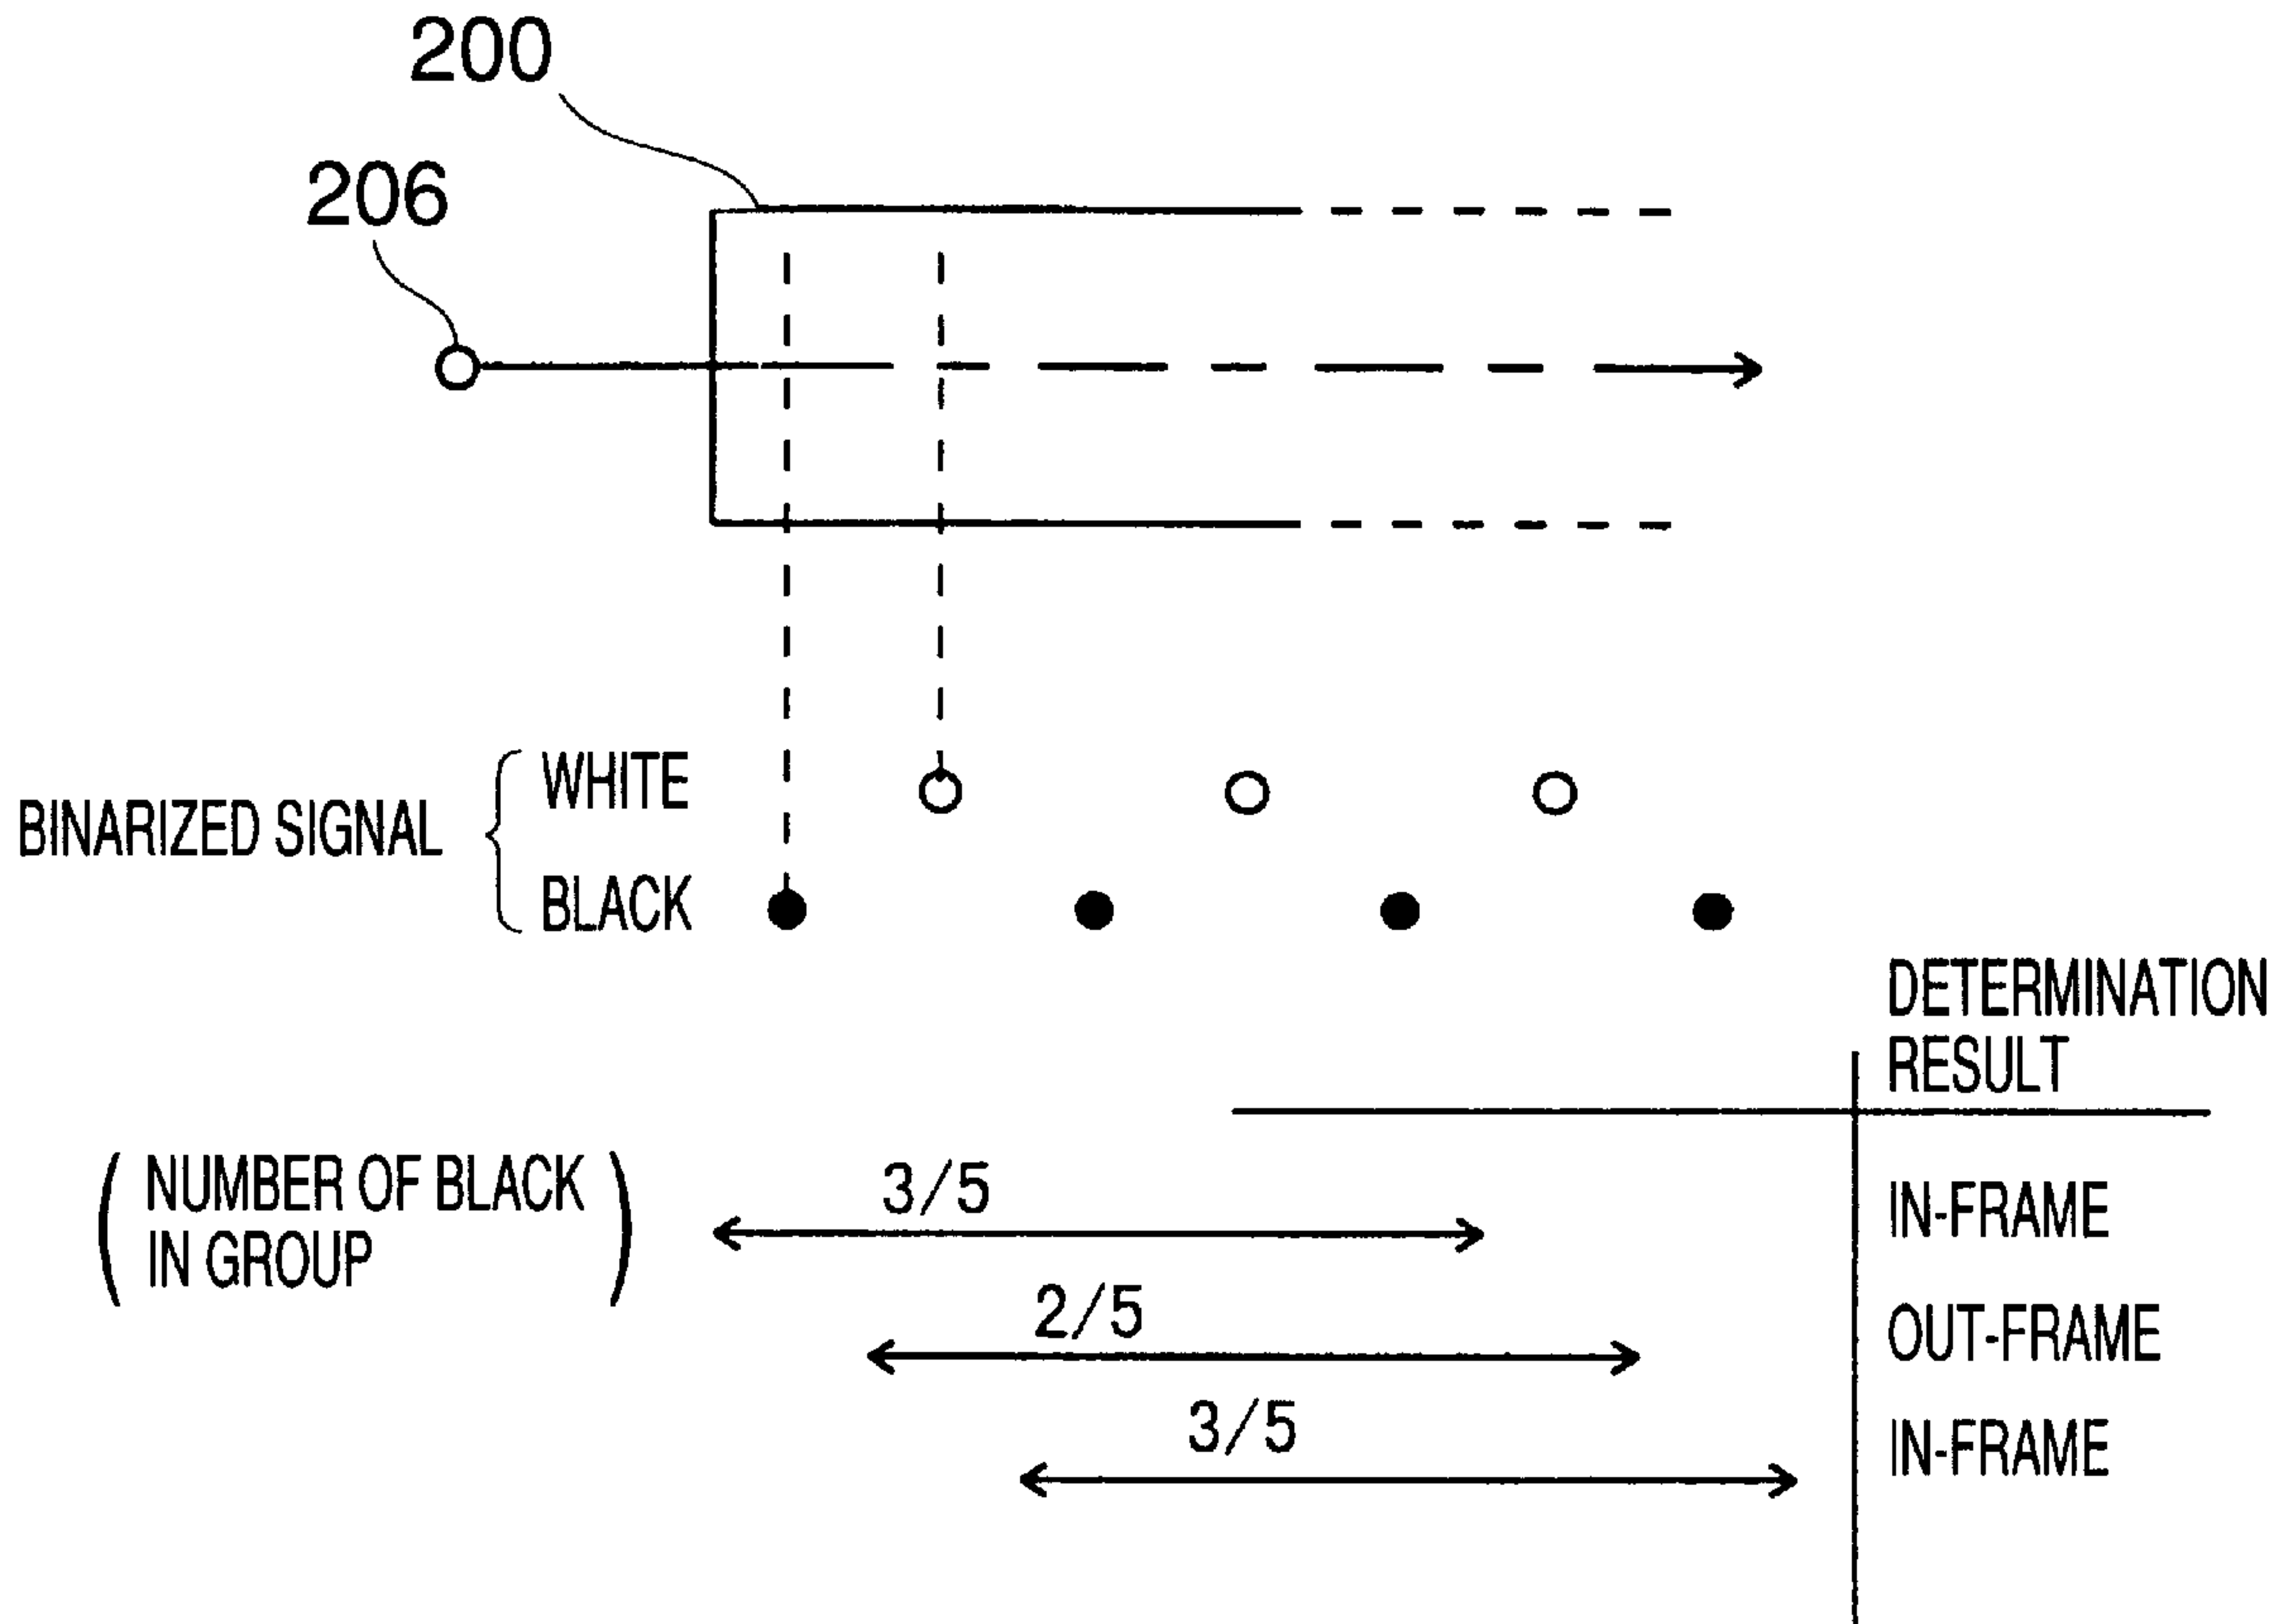 200
206
BINARIZED SIGNAL
WHITE
BLACK
DETERMINATION
RESULT
NUMBER OF BLACK
IN GROUP
3/5
IN-FRAME
2/5
OUT-FRAME
3/5
IN-FRAME